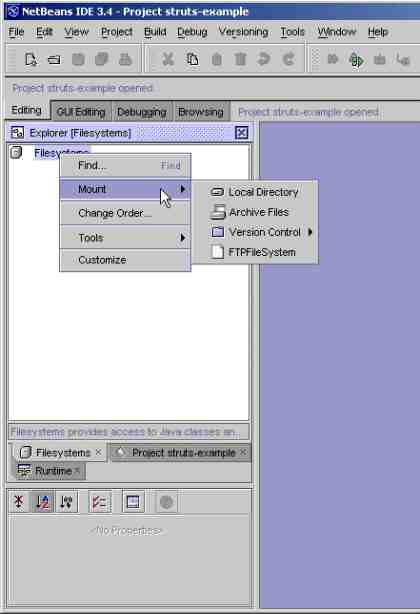 NetBeans IDE 3.4 - Project struts-example
File Edit View Project Build Debug Versioning Tools Window Help
Project struts-example opened.
Editing GUI Editing Debugging Browsing Project struts-example opened.
Explorer [Filesystems]
Filesystems
Find... Find
Mount
Change Order...
Tools
Customize
Local Directory
Archive Files
Version Control
FTPFileSystem
Filesystems provides access to Java classes an...
Filesystems × Project struts-example ×
Runtime ×
<No Properties>